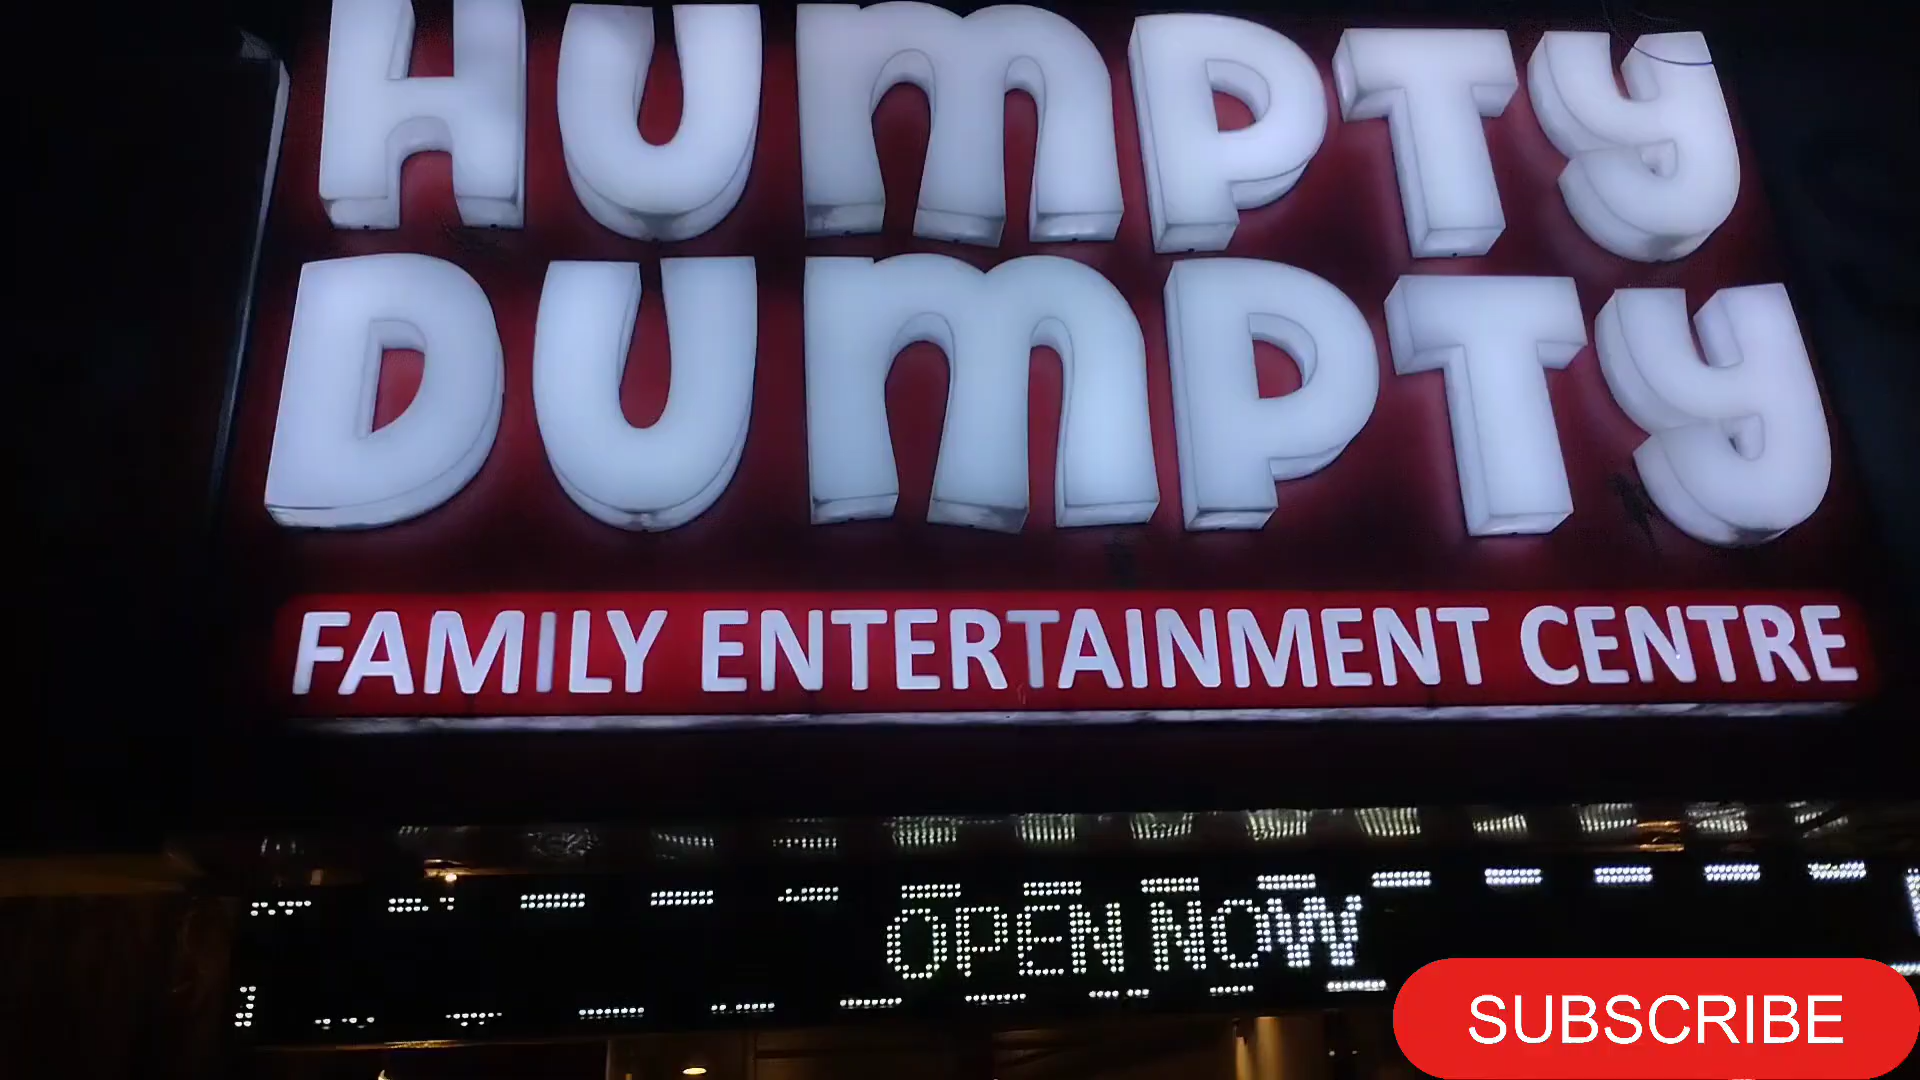 HUMPTY
DUMPTY
FAMILY ENTERTAINMENT CENTRE
OPEN NOW
SUBSCRIBE